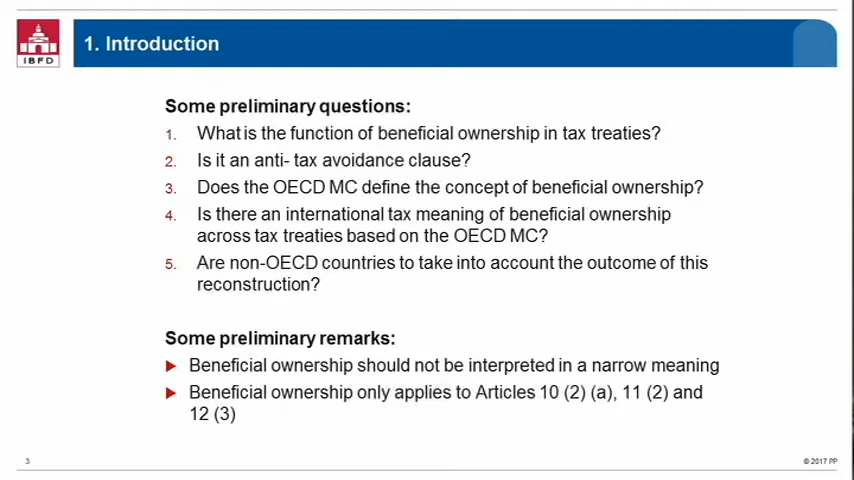 IBFD
1. Introduction
Some preliminary questions:
1. What is the function of beneficial ownership in tax treaties?
2. Is it an anti- tax avoidance clause?
3. Does the OECD MC define the concept of beneficial ownership?
4. Is there an international tax meaning of beneficial ownership
across tax treaties based on the OECD MC?
5. Are non-OECD countries to take into account the outcome of this
reconstruction?
Some preliminary remarks:
Beneficial ownership should not be interpreted in a narrow meaning
Beneficial ownership only applies to Articles 10 (2) (a), 11 (2) and
12 (3)
3
© 2017 PP